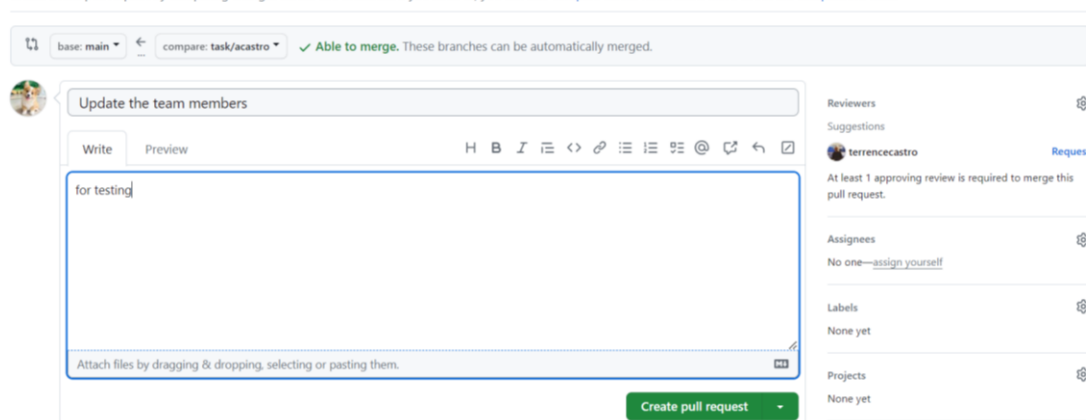 base: main compare: task/acastro Able to merge. These branches can be automatically merged.
Update the team members
Write Preview
for testing
Attach files by dragging & dropping, selecting or pasting them.
Create pull request
Reviewers
Suggestions
terrencecastro Reques
At least 1 approving review is required to merge this
pull request.
Assignees
No one—assign yourself
Labels
None yet
Projects
None yet